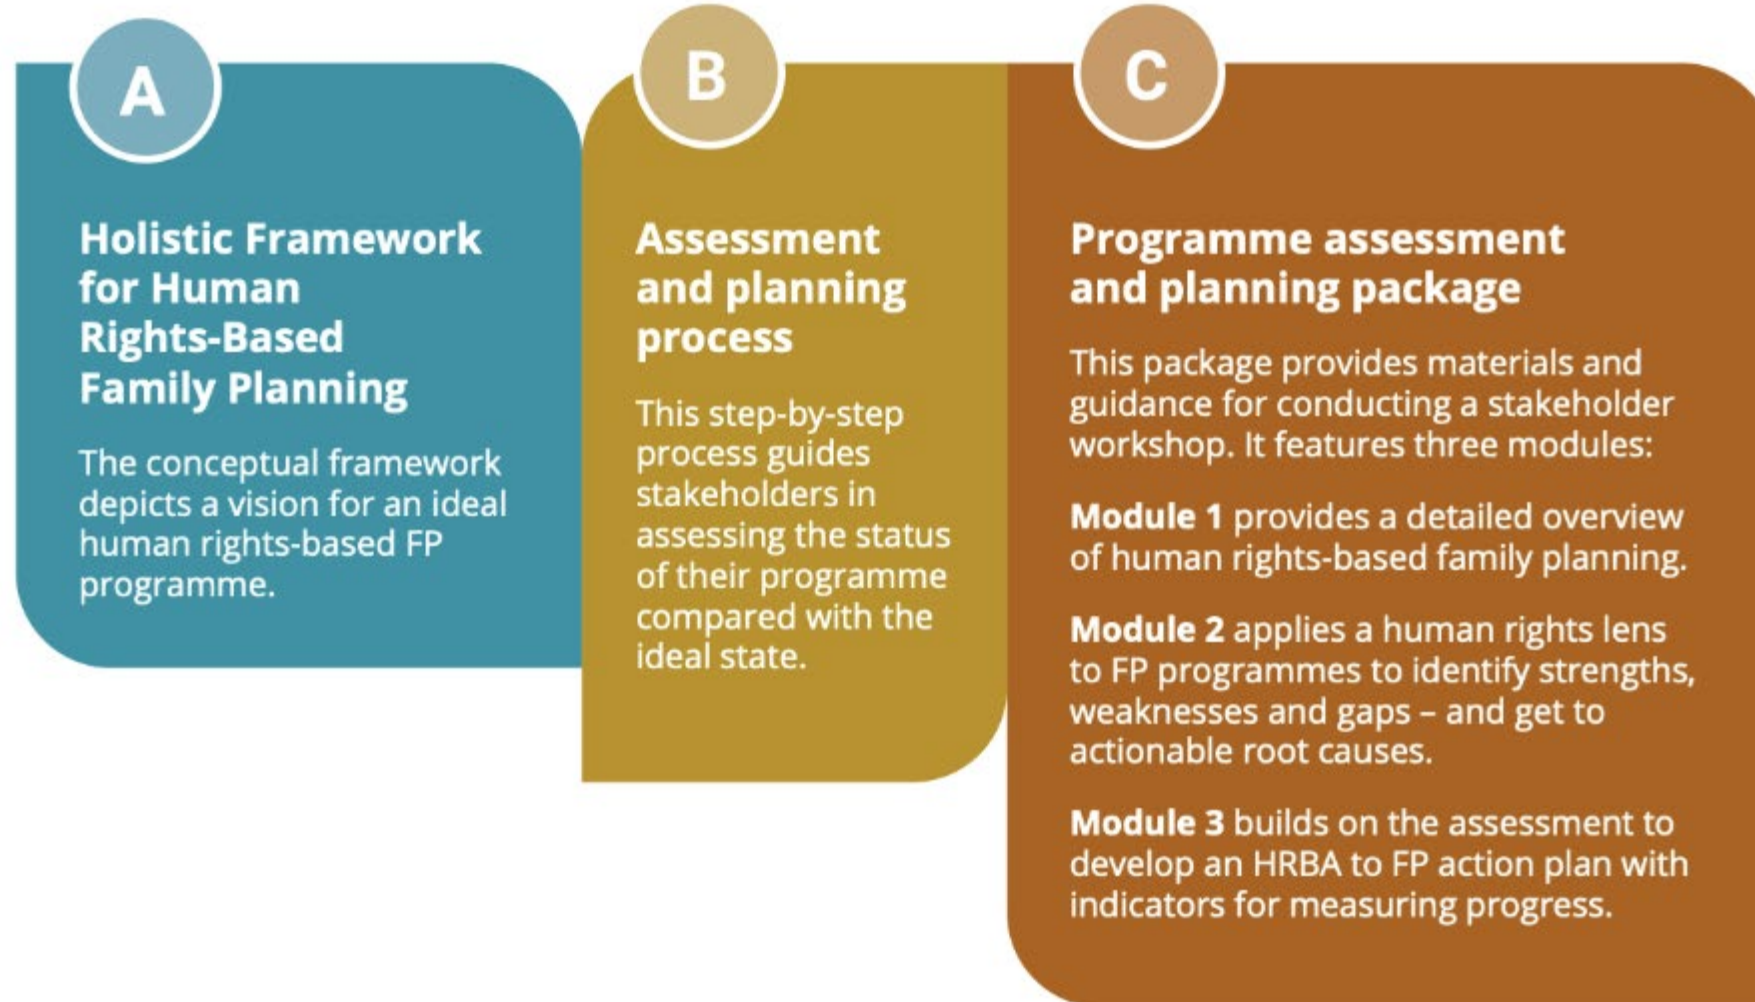 A
Holistic Framework
for Human
Rights-Based
Family Planning
The conceptual framework
depicts a vision for an ideal
human rights-based FP
programme.
B
Assessment
and planning
process
This step-by-step
process guides
stakeholders in
assessing the status
of their programme
compared with the
ideal state.
C
Programme assessment
and planning package
This package provides materials and
guidance for conducting a stakeholder
workshop. It features three modules:
Module 1 provides a detailed overview
of human rights-based family planning.
Module 2 applies a human rights lens
to FP programmes to identify strengths,
weaknesses and gaps – and get to
actionable root causes.
Module 3 builds on the assessment to
develop an HRBA to FP action plan with
indicators for measuring progress.